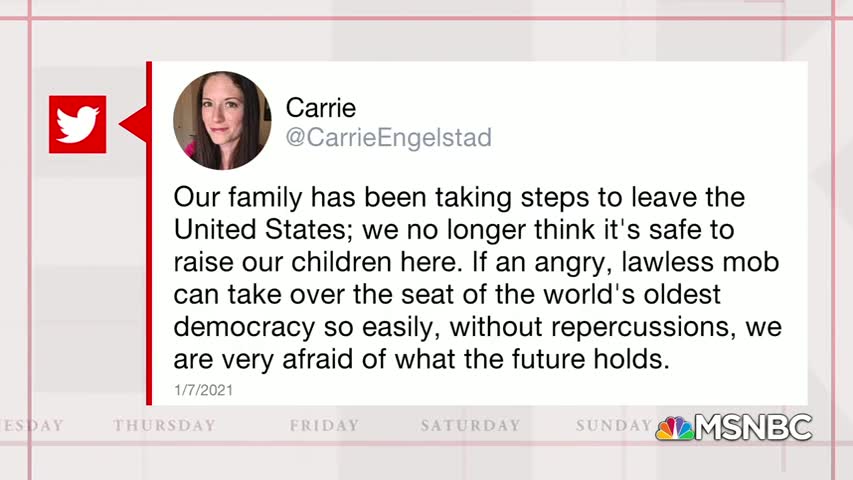 Carrie
@CarrieEngelstad
Our family has been taking steps to leave the
United States; we no longer think it's safe to
raise our children here. If an angry, lawless mob
can take over the seat of the world's oldest
democracy so easily, without repercussions, we
are very afraid of what the future holds.
1/7/2021
ESDAY THURSDAY FRIDAY SATURDAY SUNDAY
MSNBC